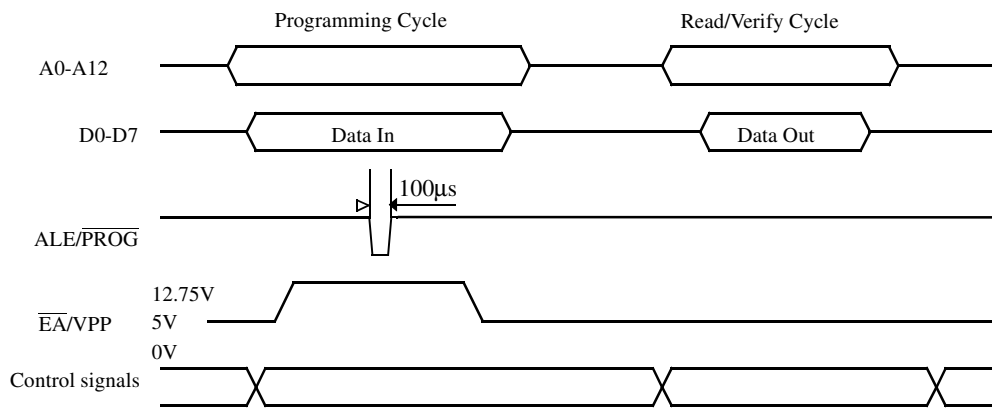 Programming Cycle
Read/Verify Cycle
A0-A12
D0-D7
Data In
Data Out
100μs
ALE/PROG
12.75V
EA/VPP
5V
0V
Control signals